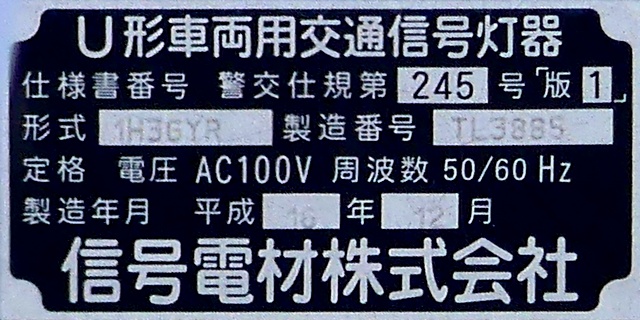 U形車両用交通信号灯器
仕様書番号 警交仕規第 245 号「版1」
形式 1H3GYR 製造番号 TL3885
定格 電圧 AC100V 周波数 50/60 Hz
製造年月 平成 16 年 12 月
信号電材株式会社